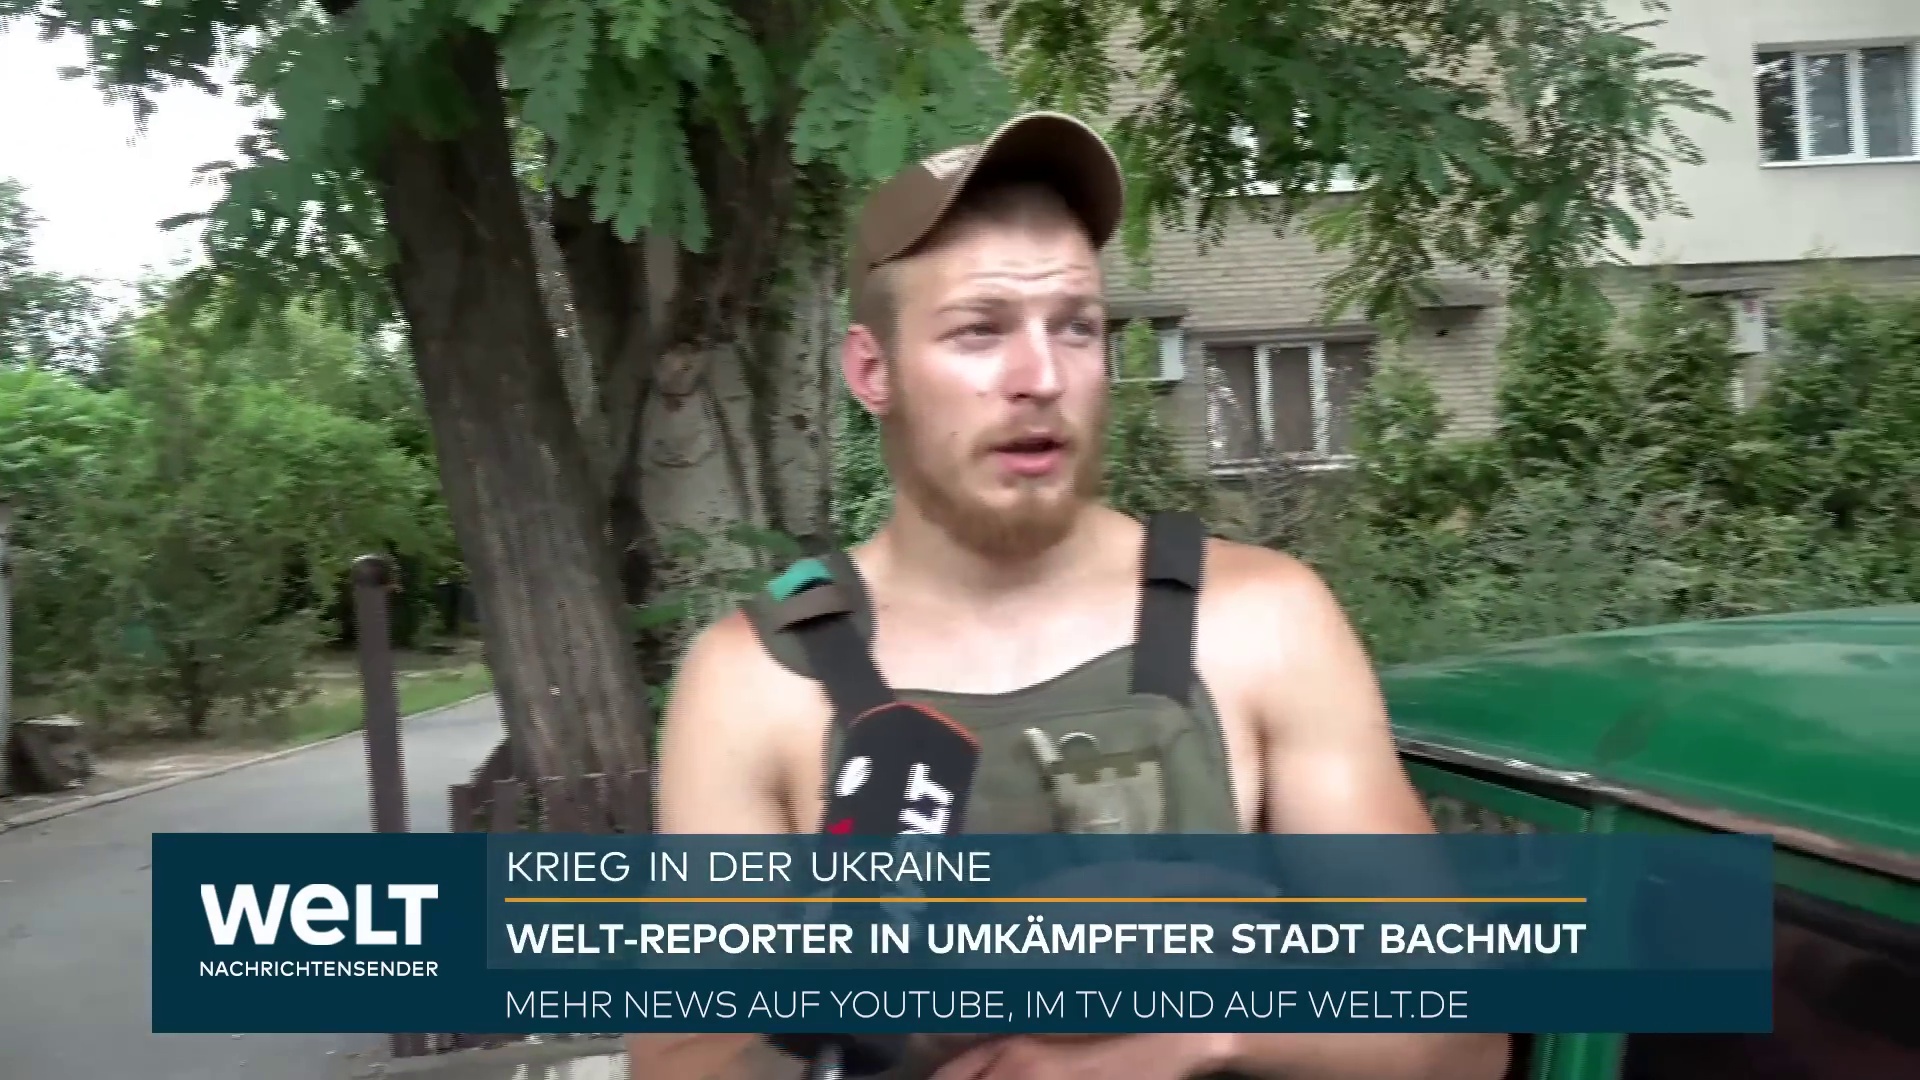 WELT
WELT
NACHRICHTENSENDER
KRIEG IN DER UKRAINE
WELT-REPORTER IN UMKÄMPFTER STADT BACHMUT
MEHR NEWS AUF YOUTUBE, IM TV UND AUF WELT.DE